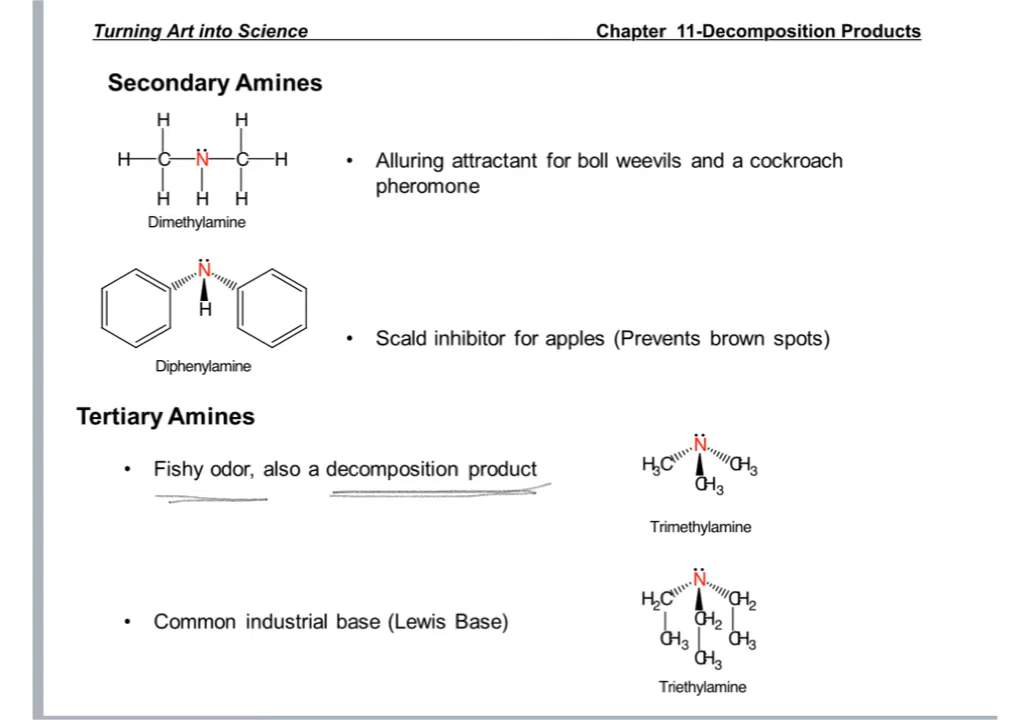 Turning Art into Science Chapter 11-Decomposition Products
Secondary Amines
H H
H C N C H
H H H
Dimethylamine
• Alluring attractant for boll weevils and a cockroach
pheromone
N
H
Diphenylamine
• Scald inhibitor for apples (Prevents brown spots)
Tertiary Amines
• Fishy odor, also a decomposition product
N
H3C CH3
CH3
Trimethylamine
• Common industrial base (Lewis Base)
N
H2C CH2
CH2
CH3 CH3
CH3
Triethylamine